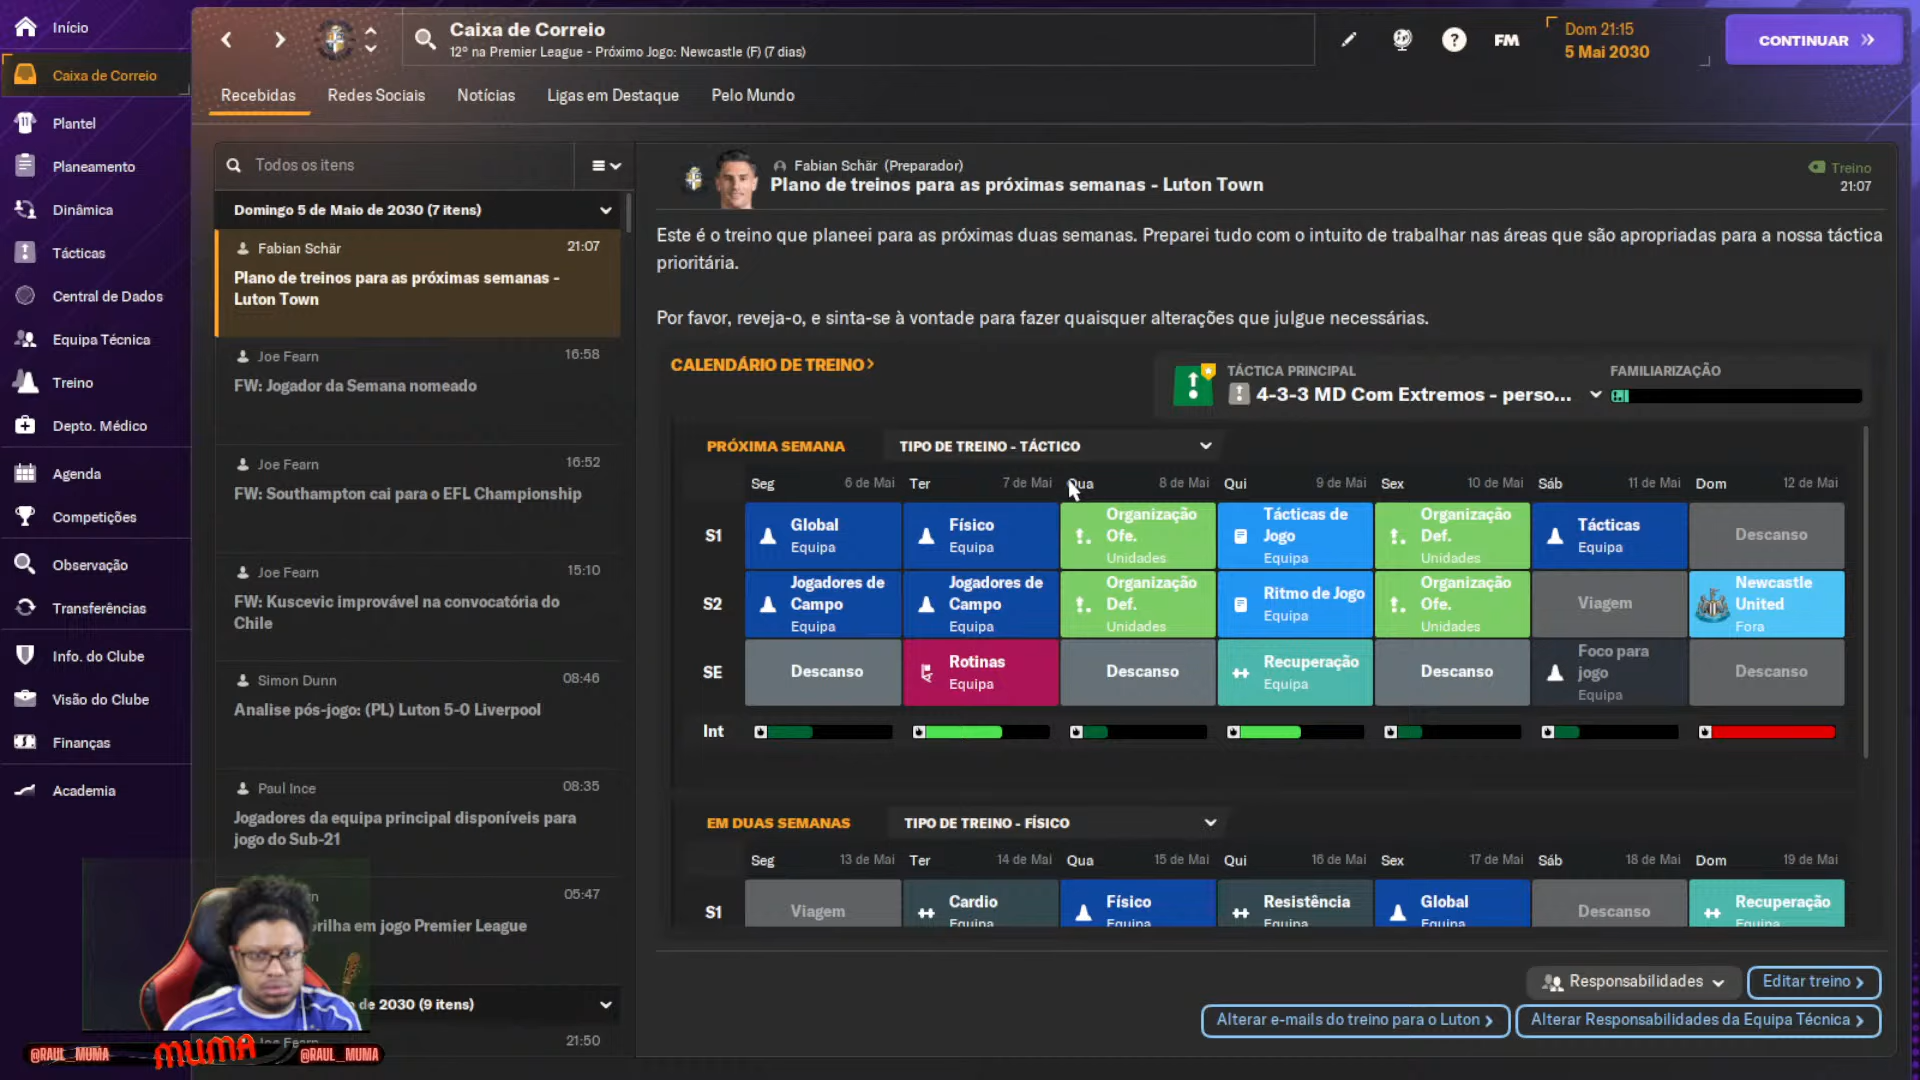 Início
Caixa de Correio
Plantel
Planeamento
Dinâmica
Tácticas
Central de Dados
Equipa Técnica
Treino
Depto. Médico
Agenda
Competições
Observação
Transferências
Info. do Clube
Visão do Clube
Finanças
Academia
Caixa de Correio
12º na Premier League - Próximo Jogo: Newcastle (F) (7 dias)
FM
Dom 21:15
5 Mai 2030
CONTINUAR
Recebidas Redes Sociais Notícias Ligas em Destaque Pelo Mundo
Todos os itens
Domingo 5 de Maio de 2030 (7 itens)
Fabian Schär 21:07
Plano de treinos para as próximas semanas -
Luton Town
Joe Fearn 16:58
FW: Jogador da Semana nomeado
Joe Fearn 16:52
FW: Southampton cai para o EFL Championship
Joe Fearn 15:10
FW: Kuscevic improvável na convocatória do
Chile
Simon Dunn 08:46
Analise pós-jogo: (PL) Luton 5-0 Liverpool
Paul Ince 08:35
Jogadores da equipa principal disponíveis para
jogo do Sub-21
05:47
em jogo Premier League
de 2030 (9 itens)
Joe Fearn 21:50
@RAUL_MUMA MUMA @RAUL_MUMA
Fabian Schär (Preparador)
Plano de treinos para as próximas semanas - Luton Town
Treino
21:07
Este é o treino que planeei para as próximas duas semanas. Preparei tudo com o intuito de trabalhar nas áreas que são apropriadas para a nossa táctica
prioritária.
Por favor, reveja-o, e sinta-se à vontade para fazer quaisquer alterações que julgue necessárias.
CALENDÁRIO DE TREINO
TÁCTICA PRINCIPAL
4-3-3 MD Com Extremos - perso...
FAMILIARIZAÇÃO
PRÓXIMA SEMANA TIPO DE TREINO - TÁCTICO
Seg 6 de Mai Ter 7 de Mai Qua 8 de Mai Qui 9 de Mai Sex 10 de Mai Sáb 11 de Mai Dom 12 de Mai
S1
Global
Equipa
Físico
Equipa
Organização
Ofe.
Unidades
Tácticas de
Jogo
Equipa
Organização
Def.
Unidades
Tácticas
Equipa
Descanso
S2
Jogadores de
Campo
Equipa
Jogadores de
Campo
Equipa
Organização
Def.
Unidades
Ritmo de Jogo
Equipa
Organização
Ofe.
Unidades
Viagem
Newcastle
United
Fora
SE
Descanso
Rotinas
Equipa
Descanso
Recuperação
Equipa
Descanso
Foco para
jogo
Equipa
Descanso
Int
EM DUAS SEMANAS TIPO DE TREINO - FÍSICO
Seg 13 de Mai Ter 14 de Mai Qua 15 de Mai Qui 16 de Mai Sex 17 de Mai Sáb 18 de Mai Dom 19 de Mai
S1
Viagem
Cardio
Equipa
Físico
Equipa
Resistência
Equipa
Global
Equipa
Descanso
Recuperação
Equipa
Responsabilidades
Editar treino
Alterar e-mails do treino para o Luton
Alterar Responsabilidades da Equipa Técnica